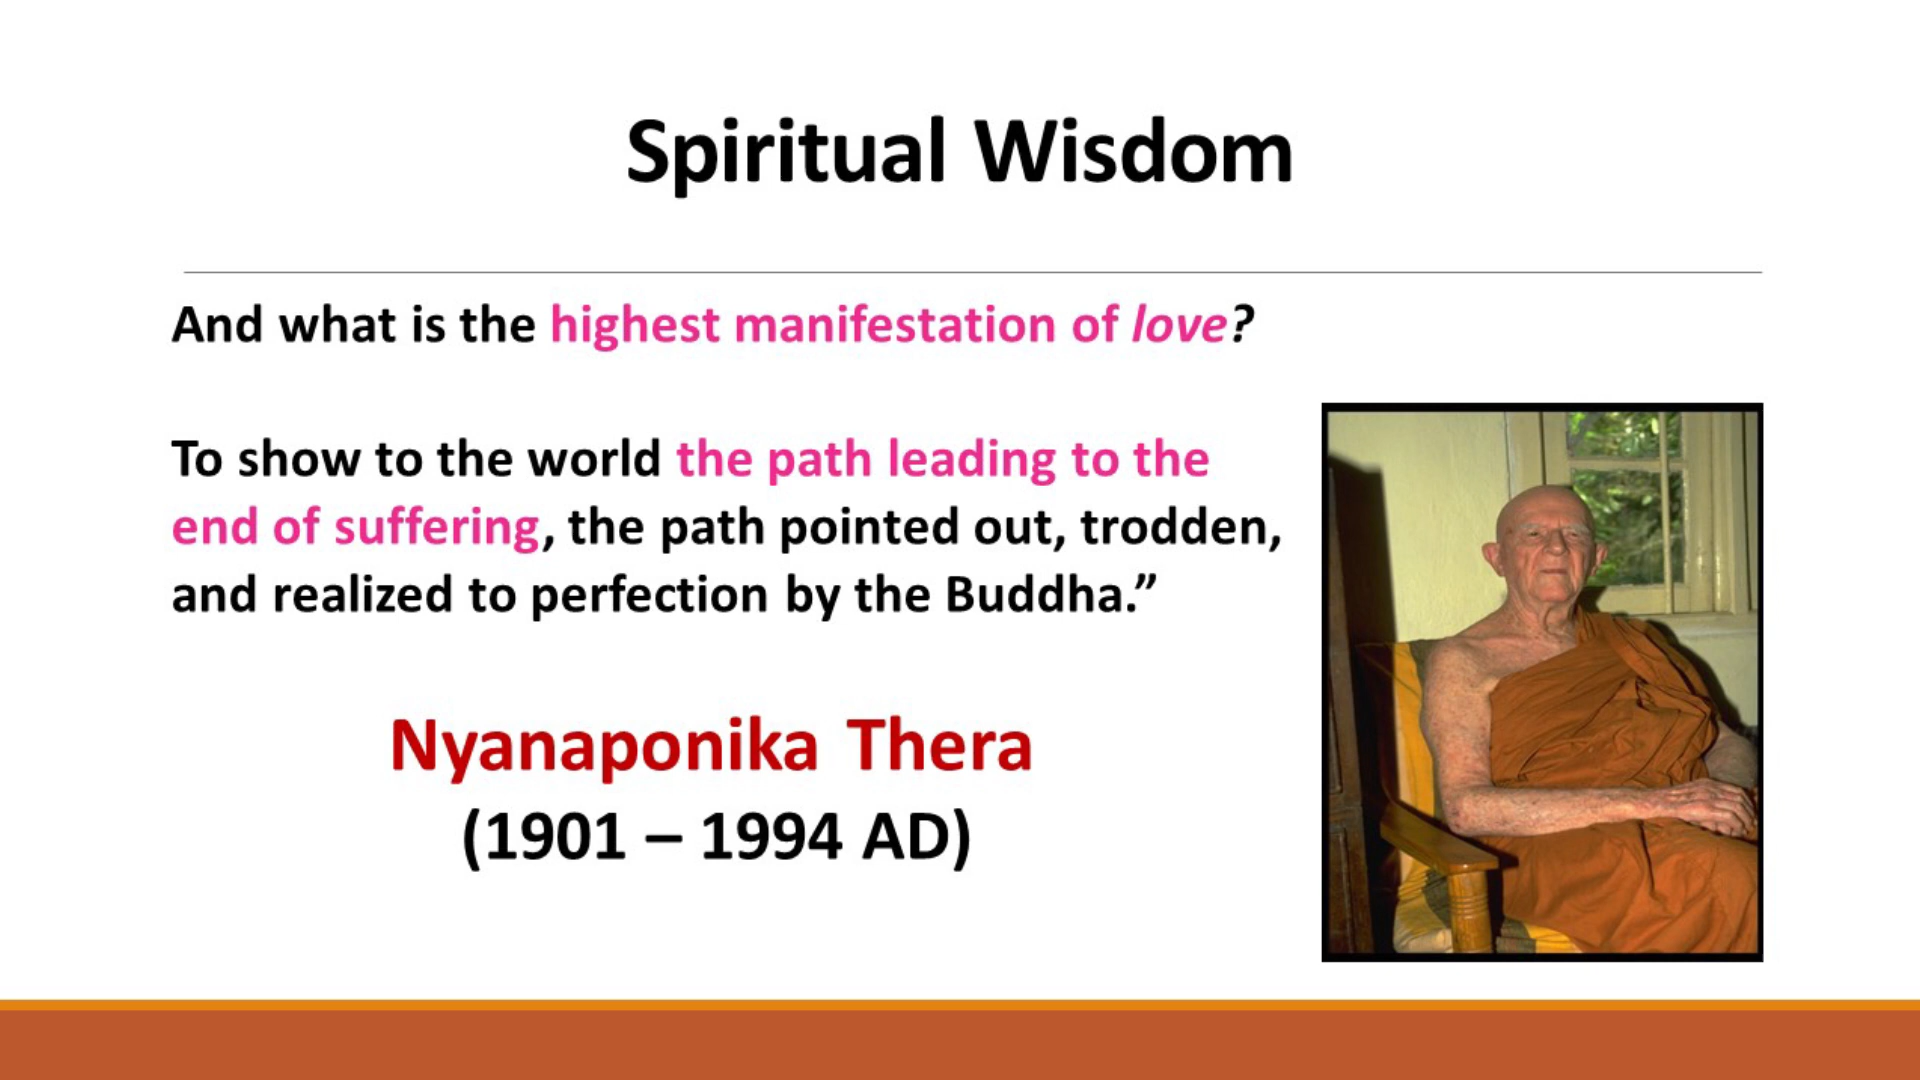 Spiritual Wisdom
And what is the highest manifestation of love?
To show to the world the path leading to the
end of suffering, the path pointed out, trodden,
and realized to perfection by the Buddha.”
Nyanaponika Thera
(1901 – 1994 AD)